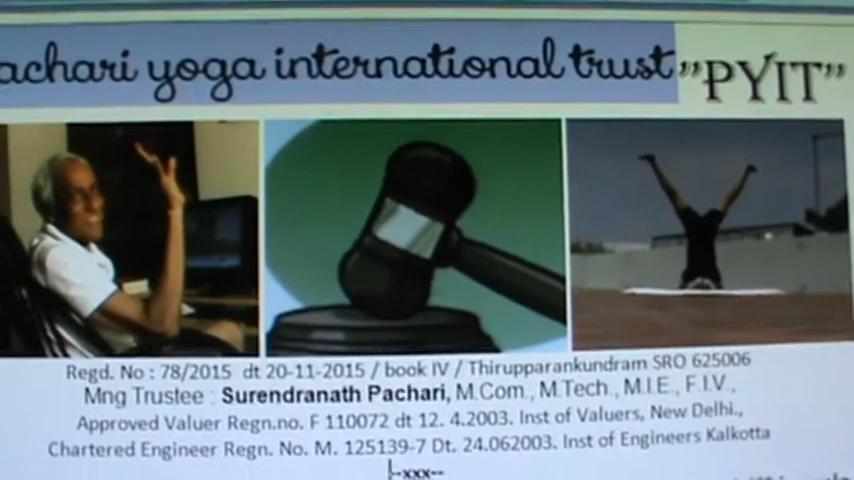 achari yoga international trust "PYIT"
Regd. No : 78/2015 dt 20-11-2015 / book IV / Thirupparankundram SRO 625006
Mng Trustee : Surendranath Pachari, M.Com., M.Tech., M.I.E., F.I.V.,
Approved Valuer Regn.no. F 110072 dt 12. 4.2003. Inst of Valuers, New Delhi.,
Chartered Engineer Regn. No. M. 125139-7 Dt. 24.062003. Inst of Engineers Kalkotta
--xxx--